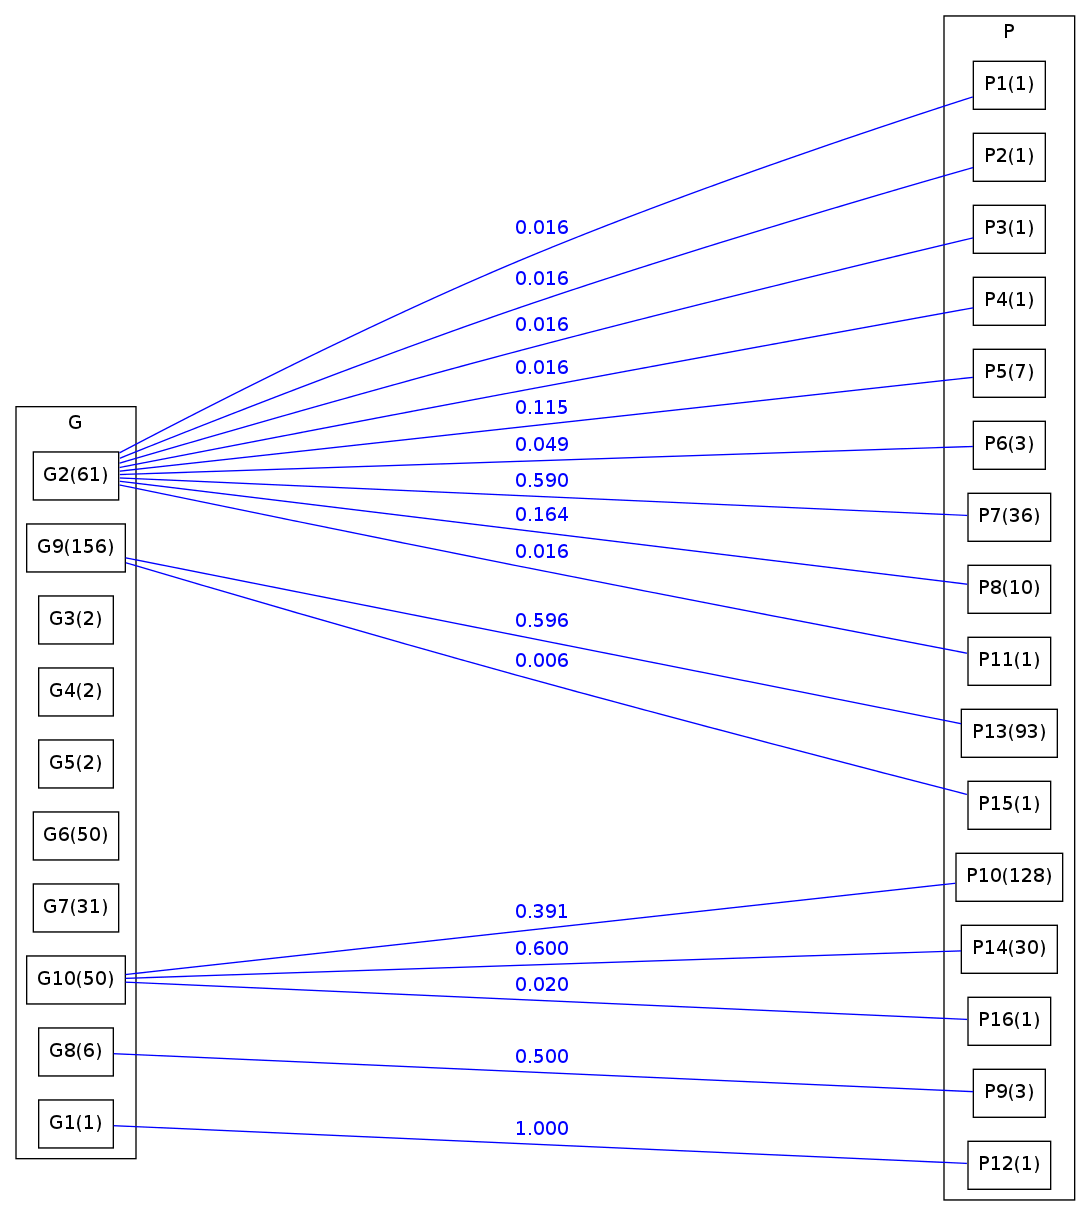 P
P1(1)
P2(1)
0.016
P3(1)
0.016
P4(1)
0.016
0.016
P5(7)
0.115
G
0.049
P6(3)
G2(61)
0.590
0.164
P7(36)
G9(156)
0.016
P8(10)
G3(2)
0.596
0.006
P11(1)
G4(2)
P13(93)
G5(2)
P15(1)
G6(50)
P10(128)
G7(31)
0.391
0.600
P14(30)
G10(50)
0.020
P16(1)
G8(6)
0.500
P9(3)
G1(1)
1.000
P12(1)